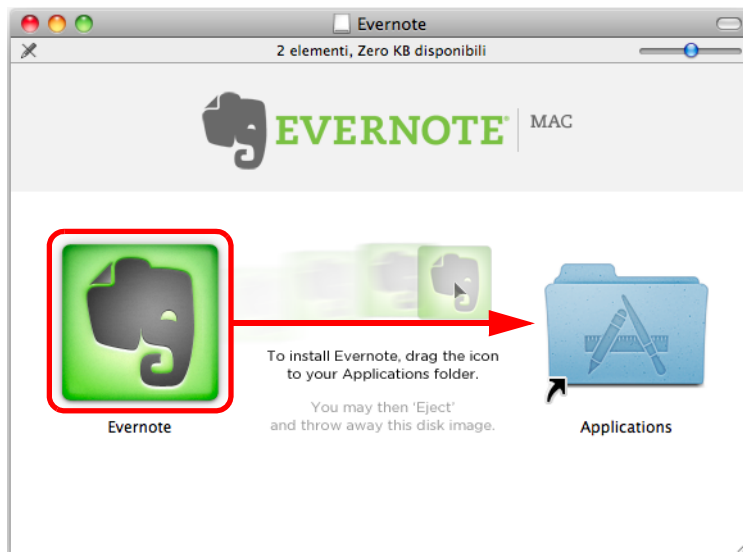 Evernote
2 elementi, Zero KB disponibili
EVERNOTE® MAC
To install Evernote, drag the icon
to your Applications folder.
You may then ‘Eject’
and throw away this disk image.
Evernote
Applications